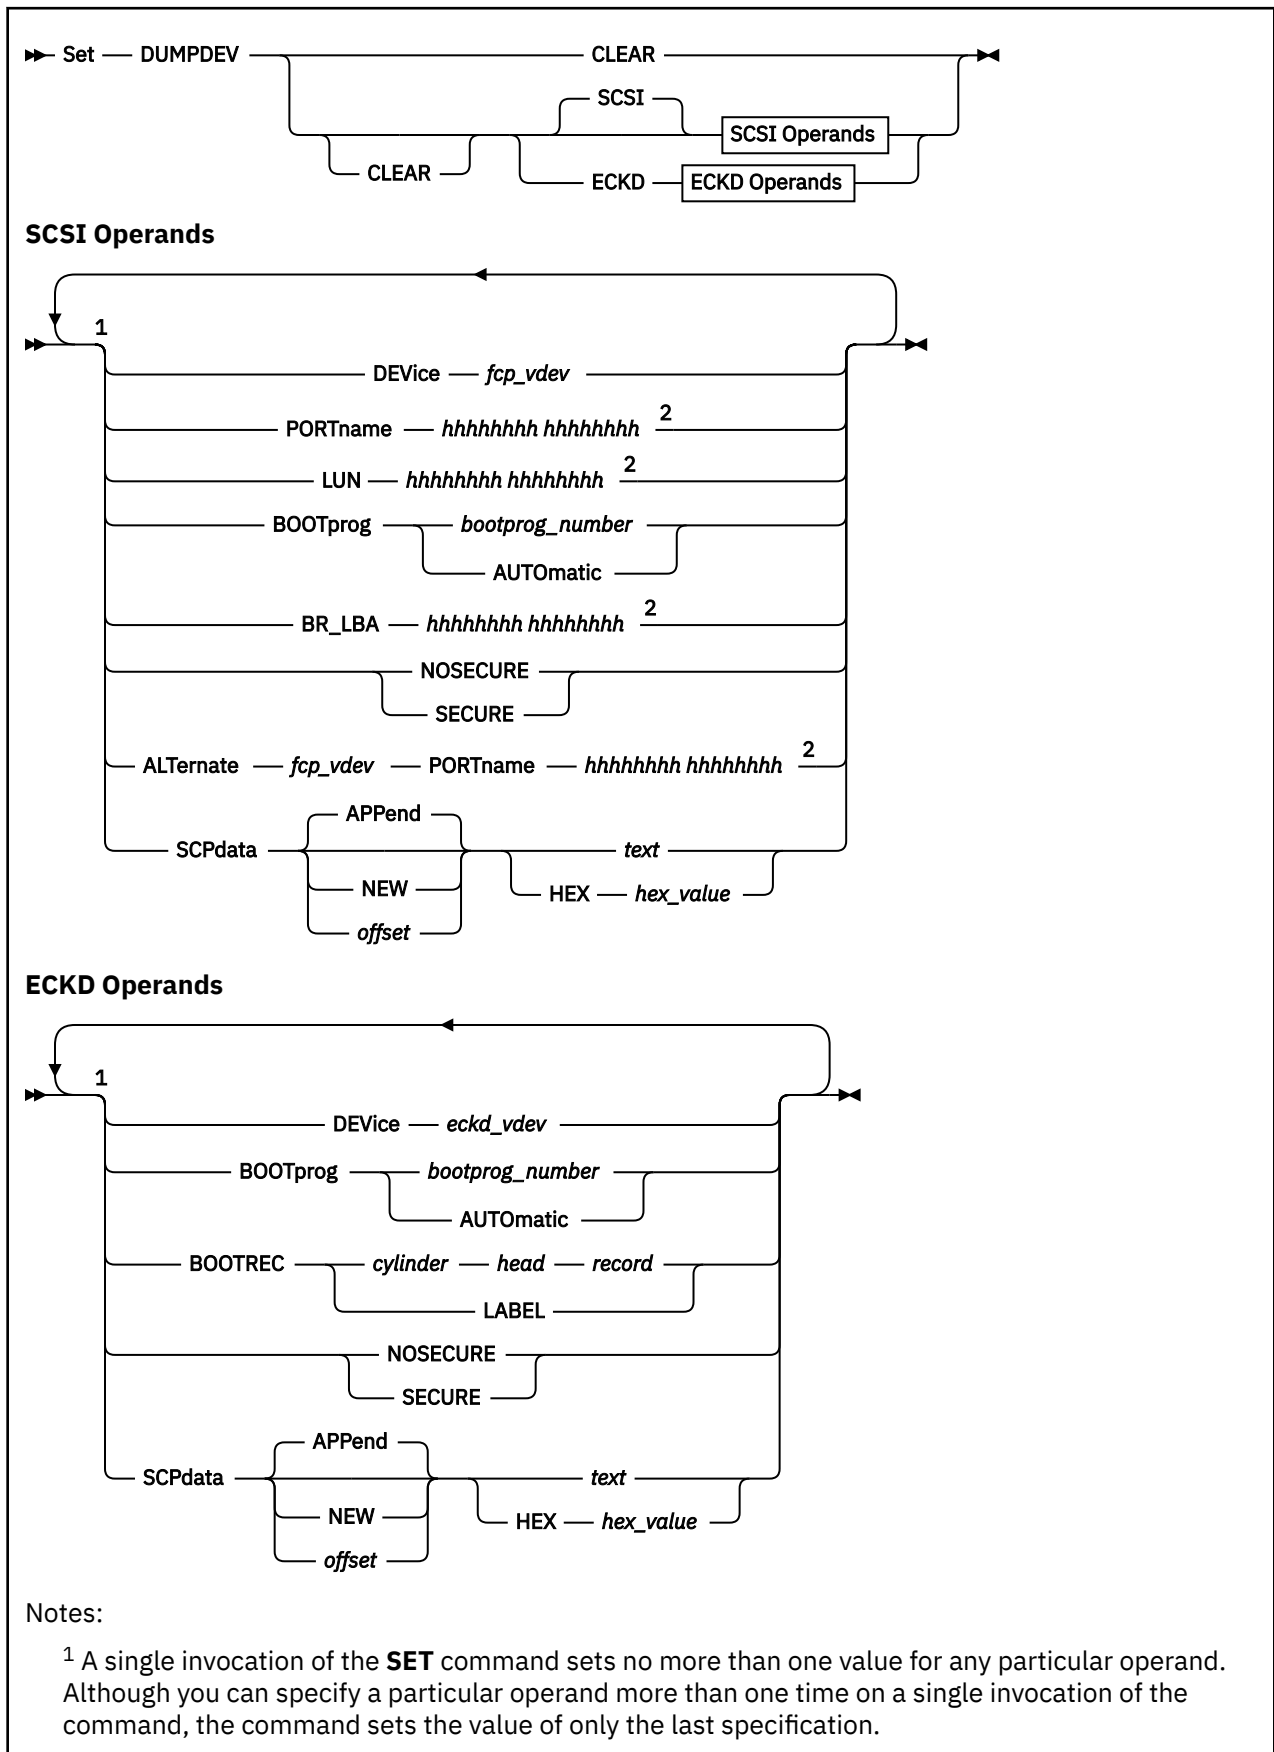 Set DUMPDEV CLEAR
SCSI
SCSI Operands
CLEAR
ECKD ECKD Operands
SCSI Operands
1
DEVice fcp_vdev
PORTname hhhhhhhh hhhhhhhh 2
LUN hhhhhhhh hhhhhhhh 2
BOOTprog bootprog_number
AUTOmatic
BR_LBA hhhhhhhh hhhhhhhh 2
NOSECURE
SECURE
ALTernate fcp_vdev PORTname hhhhhhhh hhhhhhhh 2
APPend
SCPdata text
NEW
HEX hex_value
offset
ECKD Operands
1
DEVice eckd_vdev
BOOTprog bootprog_number
AUTOmatic
BOOTREC cylinder head record
LABEL
NOSECURE
SECURE
APPend
SCPdata text
NEW
HEX hex_value
offset
Notes:
1 A single invocation of the SET command sets no more than one value for any particular operand.
Although you can specify a particular operand more than one time on a single invocation of the
command, the command sets the value of only the last specification.